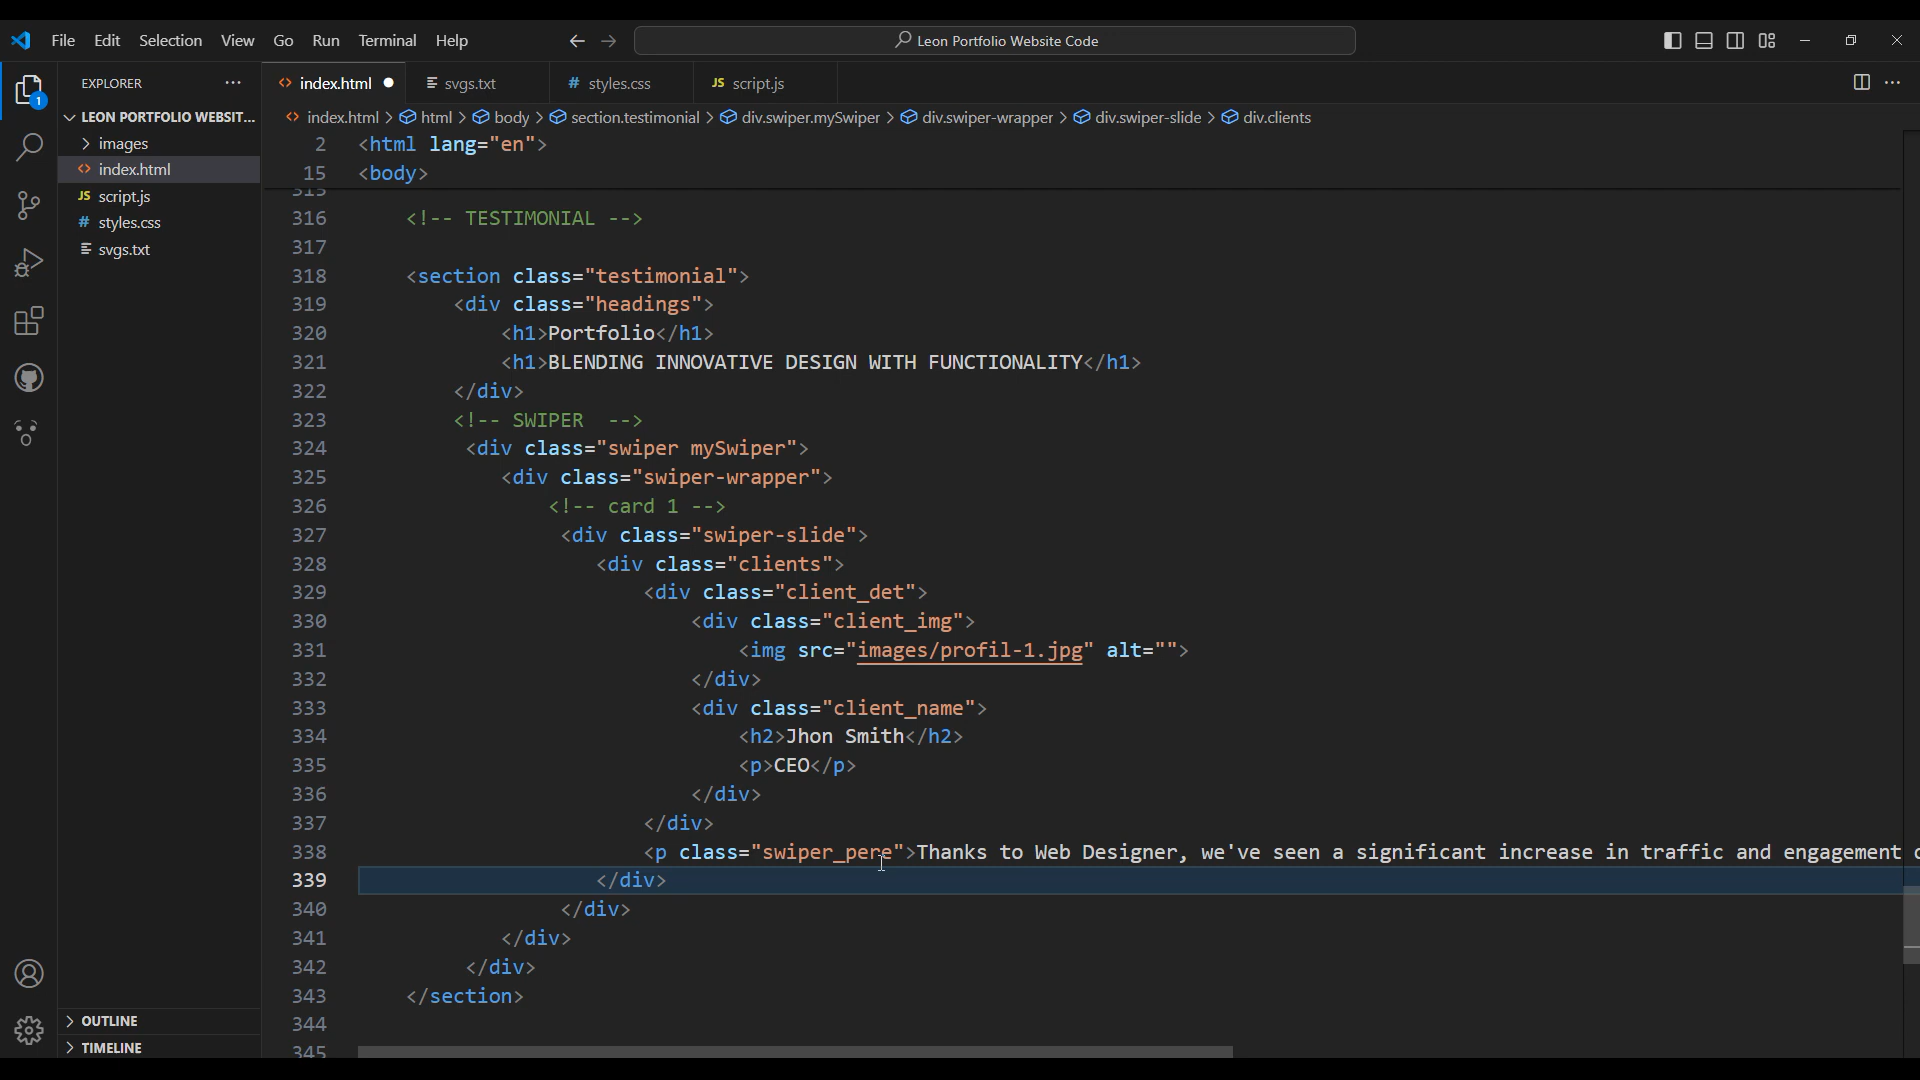 File Edit Selection View Go Run Terminal Help
Leon Portfolio Website Code
EXPLORER
index.html
svgs.txt
# styles.css
JS script.js
1
LEON PORTFOLIO WEBSIT...
images
index.html
JS script.js
# styles.css
svgs.txt
OUTLINE
TIMELINE
index.html > html > body > section.testimonial > div.swiper.mySwiper > div.swiper-wrapper > div.swiper-slide > div.clients
2 <html lang="en">
15 <body>
315
316 <!-- TESTIMONIAL -->
317
318 <section class="testimonial">
319 <div class="headings">
320 <h1>Portfolio</h1>
321 <h1>BLENDING INNOVATIVE DESIGN WITH FUNCTIONALITY</h1>
322 </div>
323 <!-- SWIPER  -->
324 <div class="swiper mySwiper">
325 <div class="swiper-wrapper">
326 <!-- card 1 -->
327 <div class="swiper-slide">
328 <div class="clients">
329 <div class="client_det">
330 <div class="client_img">
331 <img src="images/profil-1.jpg" alt="">
332 </div>
333 <div class="client_name">
334 <h2>Jhon Smith</h2>
335 <p>CEO</p>
336 </div>
337 </div>
338 <p class="swiper_pere">Thanks to Web Designer, we've seen a significant increase in traffic and engagement
339 </div>
340 </div>
341 </div>
342 </div>
343 </section>
344
345